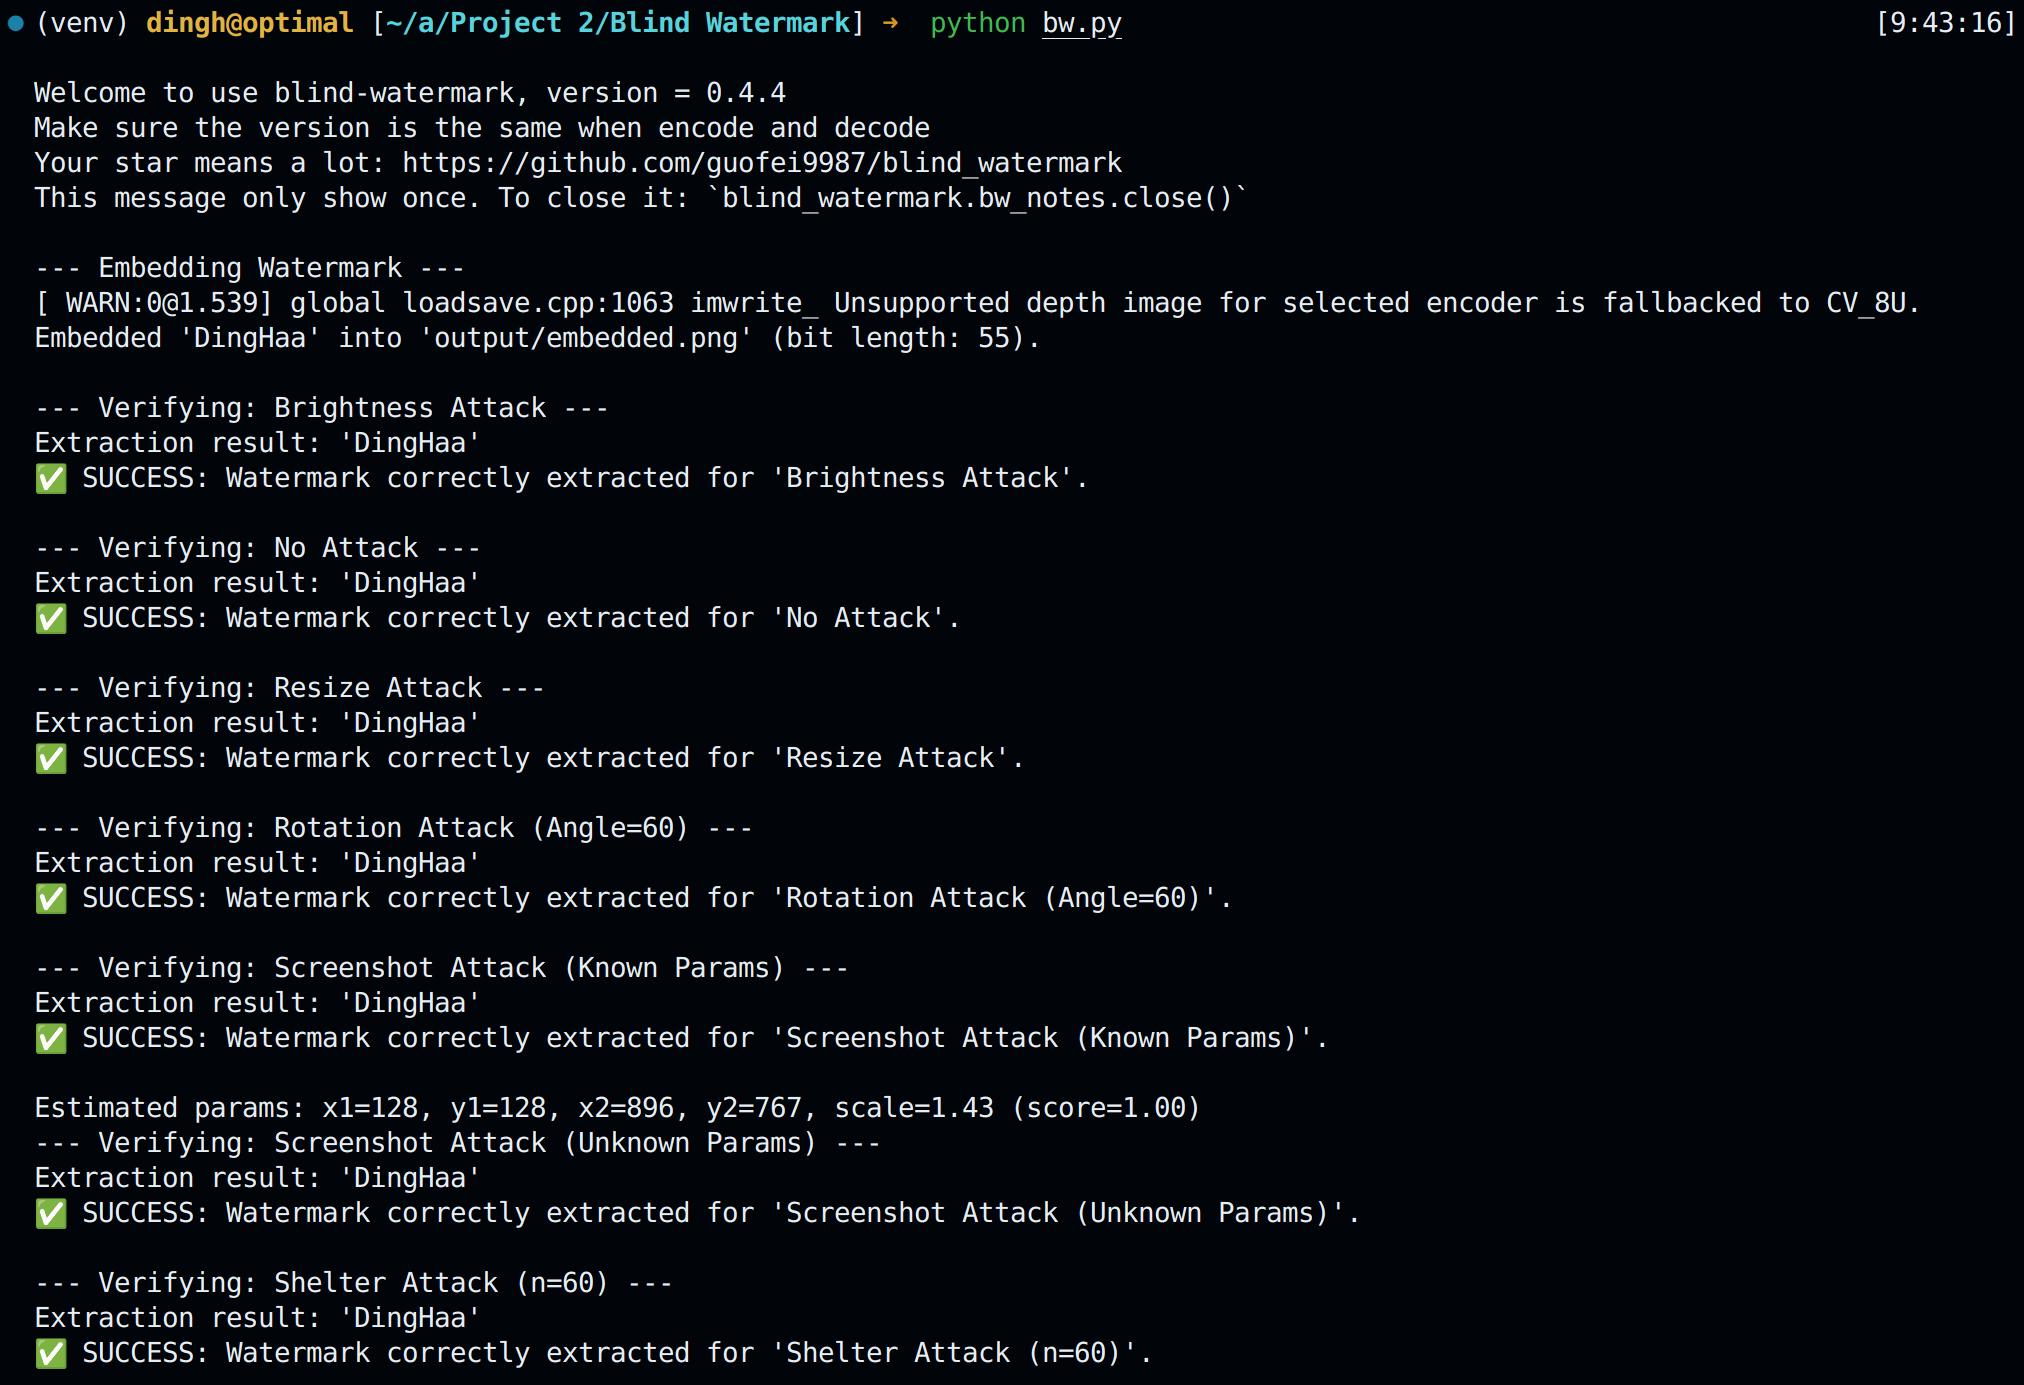 (venv) dingh@optimal [~/a/Project 2/Blind Watermark] ➜  python bw.py [9:43:16]
Welcome to use blind-watermark, version = 0.4.4
Make sure the version is the same when encode and decode
Your star means a lot: https://github.com/guofei9987/blind_watermark
This message only show once. To close it: `blind_watermark.bw_notes.close()`
--- Embedding Watermark ---
[ WARN:0@1.539] global loadsave.cpp:1063 imwrite_ Unsupported depth image for selected encoder is fallbacked to CV_8U.
Embedded 'DingHaa' into 'output/embedded.png' (bit length: 55).
--- Verifying: Brightness Attack ---
Extraction result: 'DingHaa'
✅ SUCCESS: Watermark correctly extracted for 'Brightness Attack'.
--- Verifying: No Attack ---
Extraction result: 'DingHaa'
✅ SUCCESS: Watermark correctly extracted for 'No Attack'.
--- Verifying: Resize Attack ---
Extraction result: 'DingHaa'
✅ SUCCESS: Watermark correctly extracted for 'Resize Attack'.
--- Verifying: Rotation Attack (Angle=60) ---
Extraction result: 'DingHaa'
✅ SUCCESS: Watermark correctly extracted for 'Rotation Attack (Angle=60)'.
--- Verifying: Screenshot Attack (Known Params) ---
Extraction result: 'DingHaa'
✅ SUCCESS: Watermark correctly extracted for 'Screenshot Attack (Known Params)'.
Estimated params: x1=128, y1=128, x2=896, y2=767, scale=1.43 (score=1.00)
--- Verifying: Screenshot Attack (Unknown Params) ---
Extraction result: 'DingHaa'
✅ SUCCESS: Watermark correctly extracted for 'Screenshot Attack (Unknown Params)'.
--- Verifying: Shelter Attack (n=60) ---
Extraction result: 'DingHaa'
✅ SUCCESS: Watermark correctly extracted for 'Shelter Attack (n=60)'.